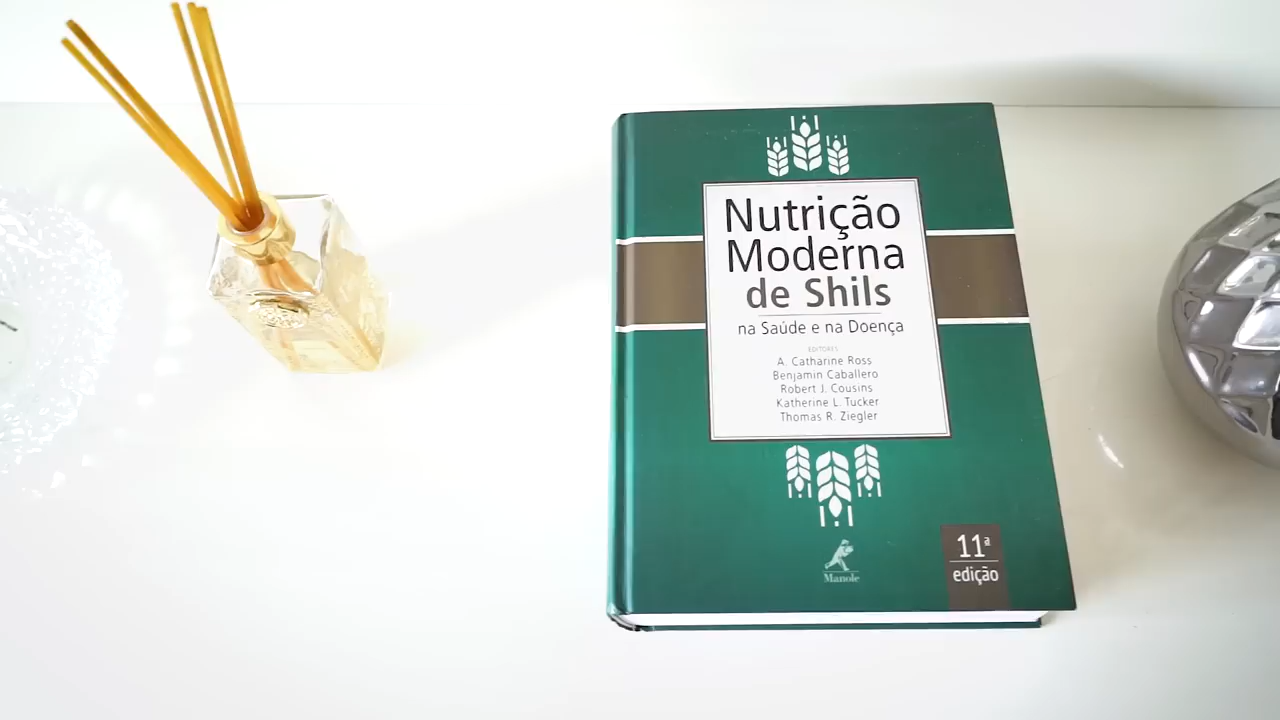 Nutrição
Moderna
de Shils
na Saúde e na Doença
EDITORES
A. Catharine Ross
Benjamin Caballero
Robert J. Cousins
Katherine L. Tucker
Thomas R. Ziegler
Manole
11ª
edição